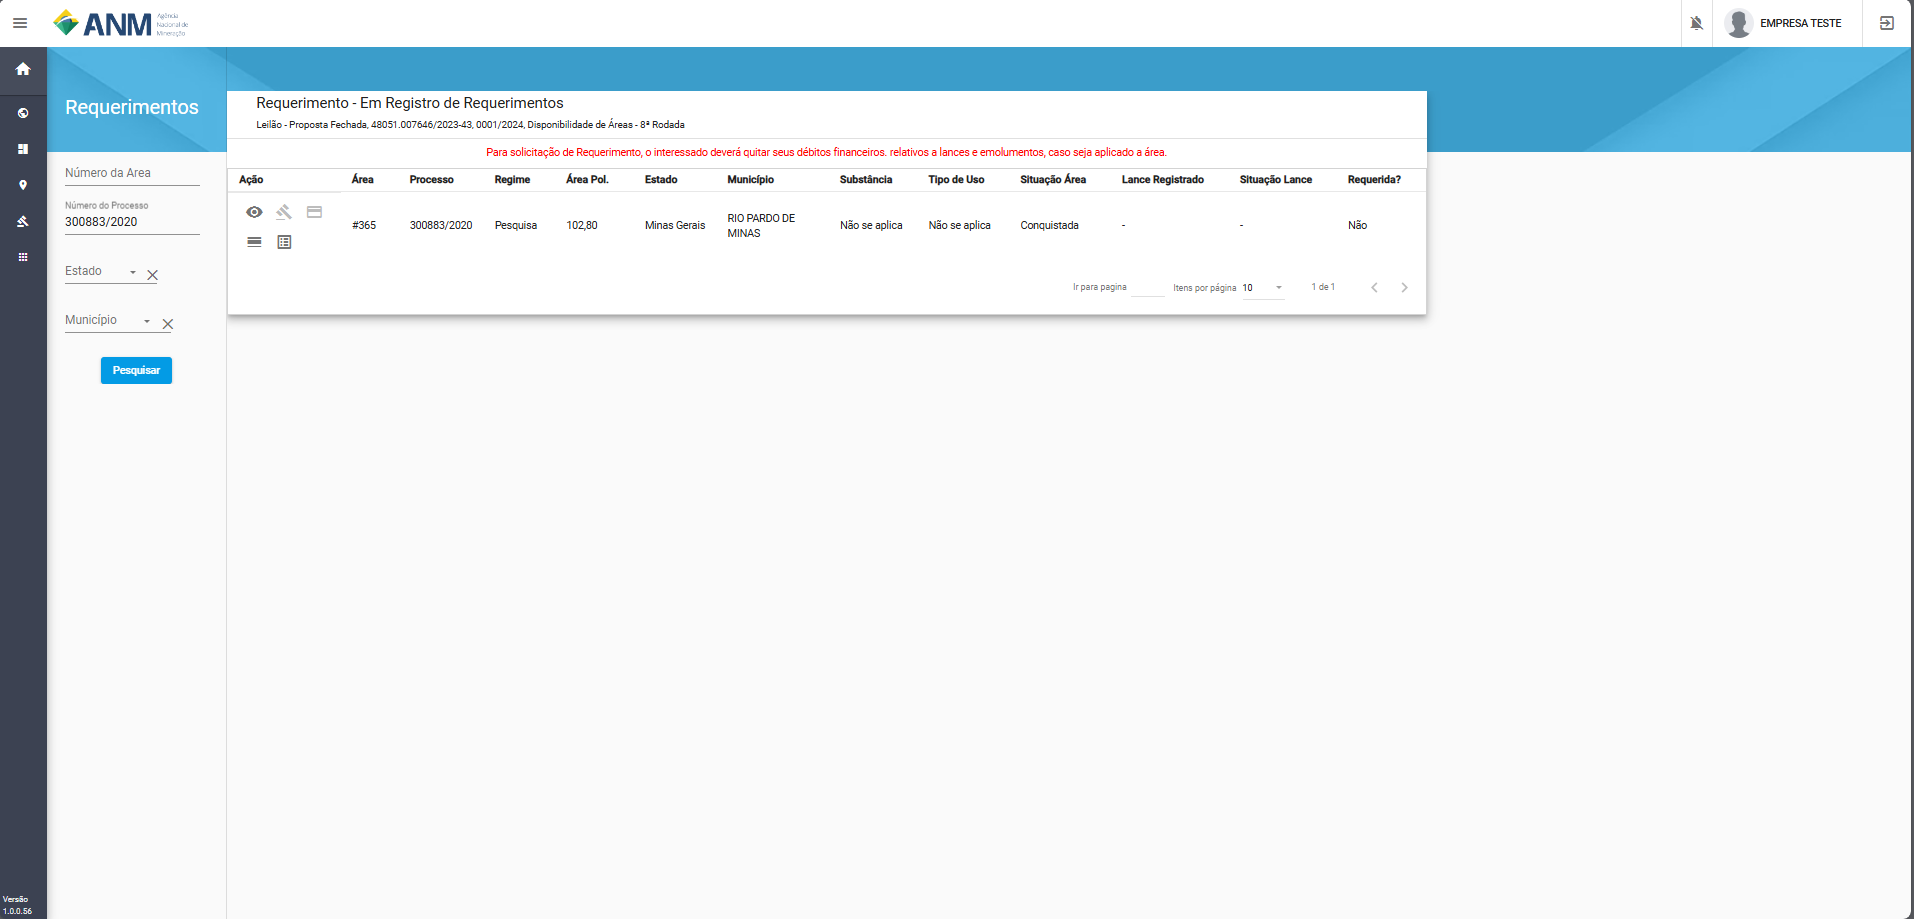 ANM
Agência
Nacional de
Mineração
EMPRESA TESTE
Requerimentos
Número da Area
Número do Processo
300883/2020
Estado
Município
Pesquisar
Requerimento - Em Registro de Requerimentos
Leilão - Proposta Fechada, 48051.007646/2023-43, 0001/2024, Disponibilidade de Áreas - 8ª Rodada
Para solicitação de Requerimento, o interessado deverá quitar seus débitos financeiros. relativos a lances e emolumentos, caso seja aplicado a área.
Ação Área Processo Regime Área Pol. Estado Município Substância Tipo de Uso Situação Área Lance Registrado Situação Lance Requerida?
#365 300883/2020 Pesquisa 102,80 Minas Gerais RIO PARDO DE MINAS Não se aplica Não se aplica Conquistada - - Não
Ir para pagina Itens por página 10 1 de 1
Versão
1.0.0.56